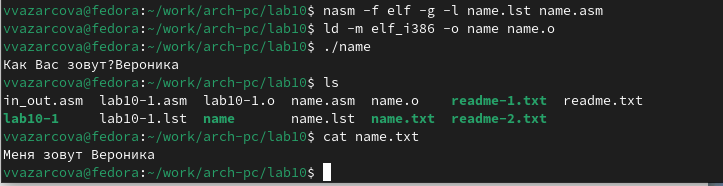 vvazarcova@fedora:~/work/arch-pc/lab10$ nasm -f elf -g -l name.lst name.asm
vvazarcova@fedora:~/work/arch-pc/lab10$ ld -m elf_i386 -o name name.o
vvazarcova@fedora:~/work/arch-pc/lab10$ ./name
Как Вас зовут?Вероника
vvazarcova@fedora:~/work/arch-pc/lab10$ ls
in_out.asm lab10-1.asm lab10-1.o name.asm name.o readme-1.txt readme.txt
lab10-1 lab10-1.lst name name.lst name.txt readme-2.txt
vvazarcova@fedora:~/work/arch-pc/lab10$ cat name.txt
Меня зовут Вероника
vvazarcova@fedora:~/work/arch-pc/lab10$